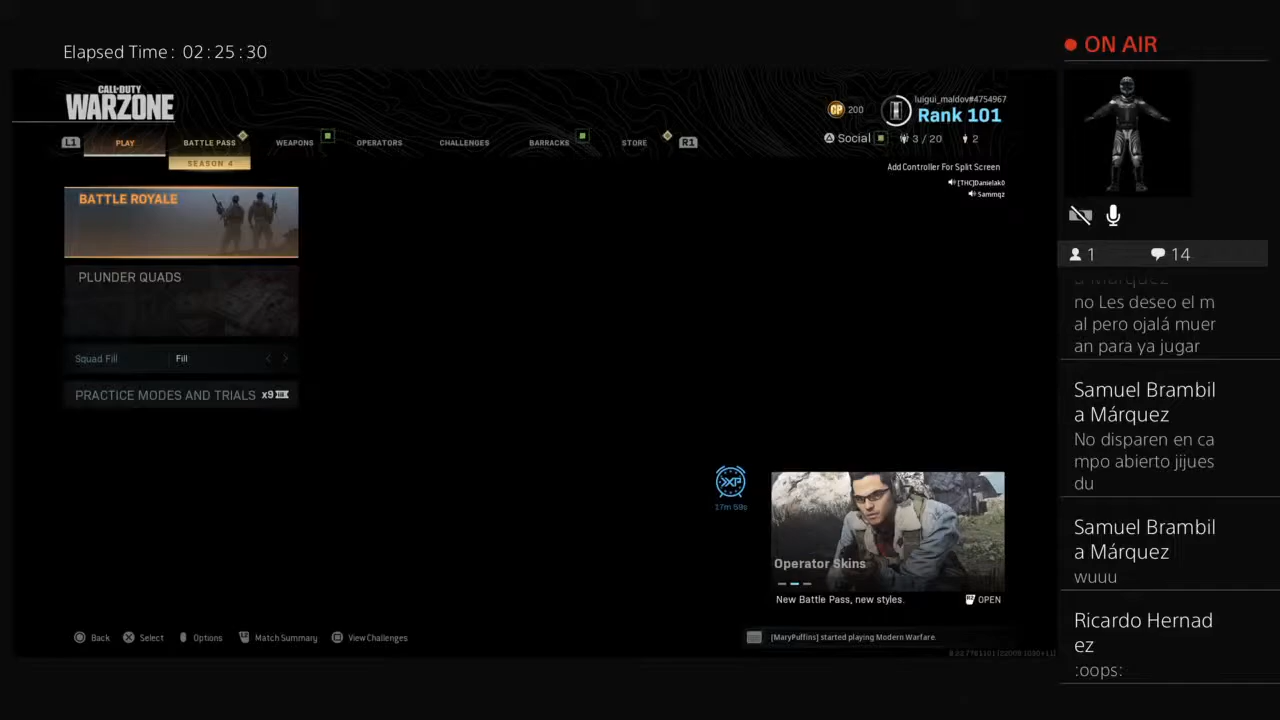 Elapsed Time: 02:25:30
ON AIR
CALL OF DUTY
WARZONE
CP 200
luigui_maldov#4754967
Rank 101
L1
PLAY
BATTLE PASS
WEAPONS
OPERATORS
CHALLENGES
BARRACKS
STORE
R1
SEASON 4
Social
3 / 20
2
Add Controller For Split Screen
[THC]Danielak0
Sammqz
BATTLE ROYALE
PLUNDER QUADS
Squad Fill
Fill
PRACTICE MODES AND TRIALS x9
XP
17m 59s
Operator Skins
New Battle Pass, new styles.
OPEN
Back
Select
Options
Match Summary
View Challenges
[MaryPuffins] started playing Modern Warfare.
1
14
a Márquez
no Les deseo el m
al pero ojalá muer
an para ya jugar
Samuel Brambil
a Márquez
No disparen en ca
mpo abierto jijues
du
Samuel Brambil
a Márquez
wuuu
Ricardo Hernad
ez
:oops: